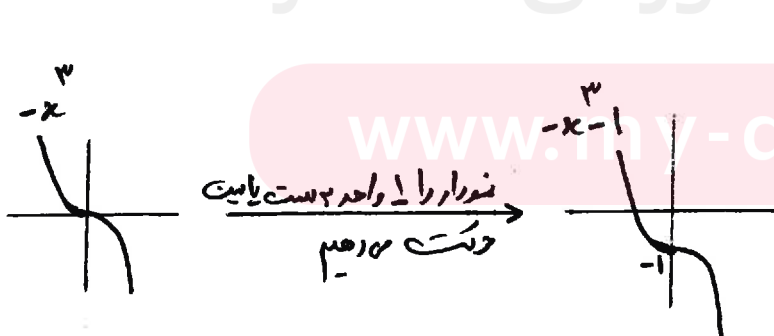 -x³
-x³-1
www.my-
نمودار را ۱ واحد به سمت پایین
حرکت می‌دهیم
-1